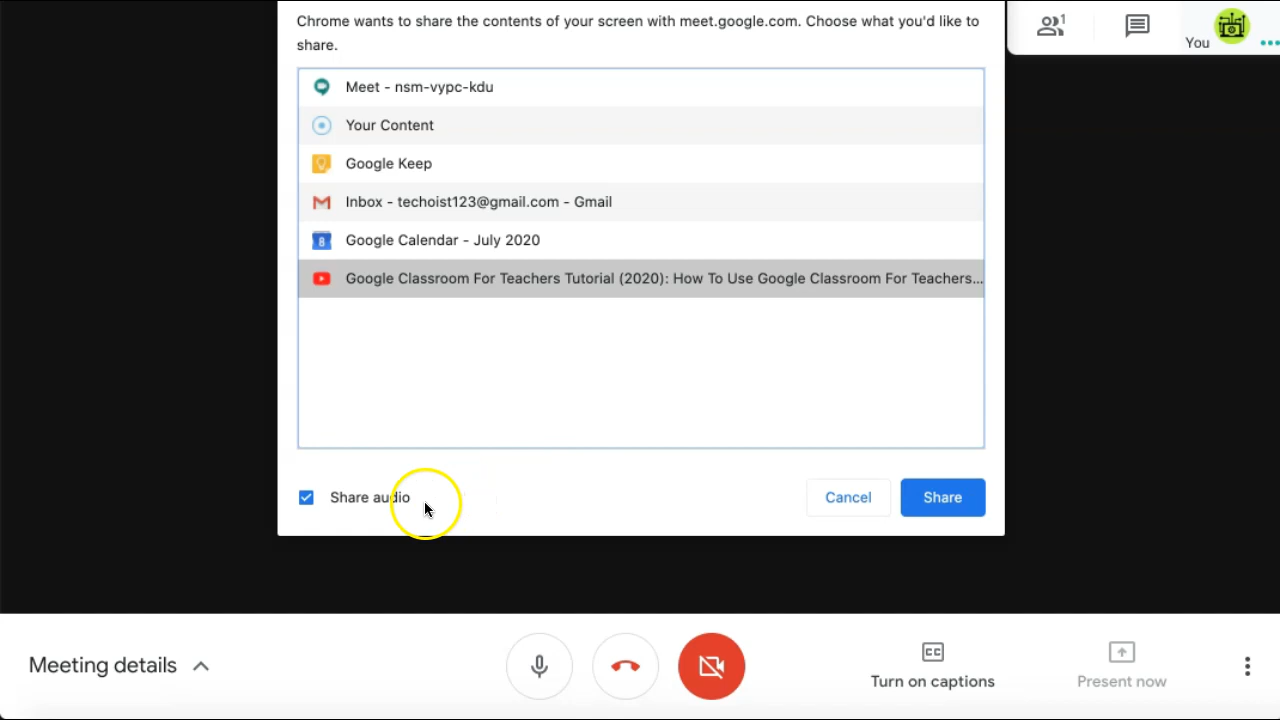 Chrome wants to share the contents of your screen with meet.google.com. Choose what you'd like to
share.
1
You
Meet - nsm-vypc-kdu
Your Content
Google Keep
Inbox - techoist123@gmail.com - Gmail
8
Google Calendar - July 2020
Google Classroom For Teachers Tutorial (2020): How To Use Google Classroom For Teachers...
Share audio
Cancel
Share
Meeting details
CC
Turn on captions
Present now